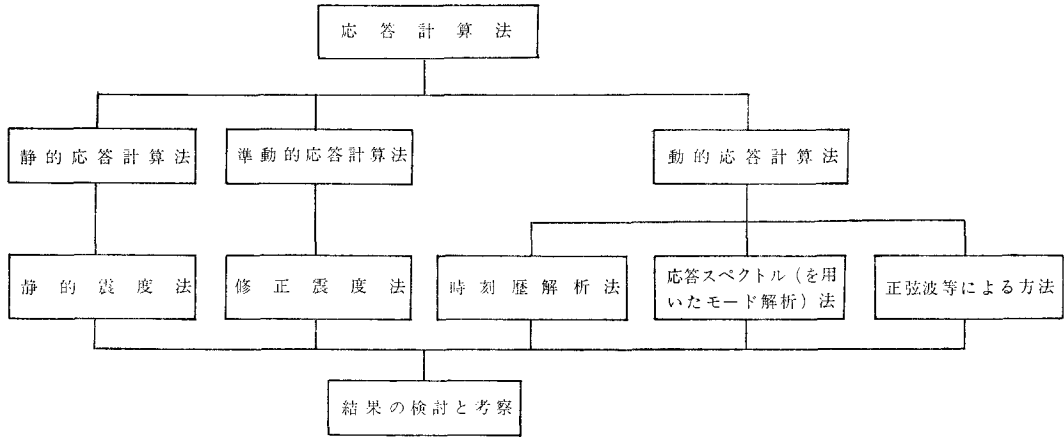 応答計算法
静的応答計算法
準動的応答計算法
動的応答計算法
静的震度法
修正震度法
時刻歴解析法
応答スペクトル(を用
いたモード解析)法
正弦波等による方法
結果の検討と考察